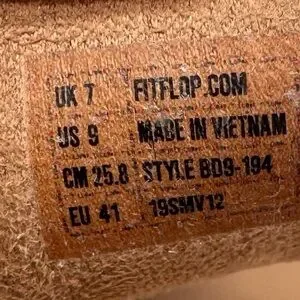 UK 7 FITFLOP.COM
US 9 MADE IN VIETNAM
CM 25.8 STYLE BD9-194
EU 41 19SMV12